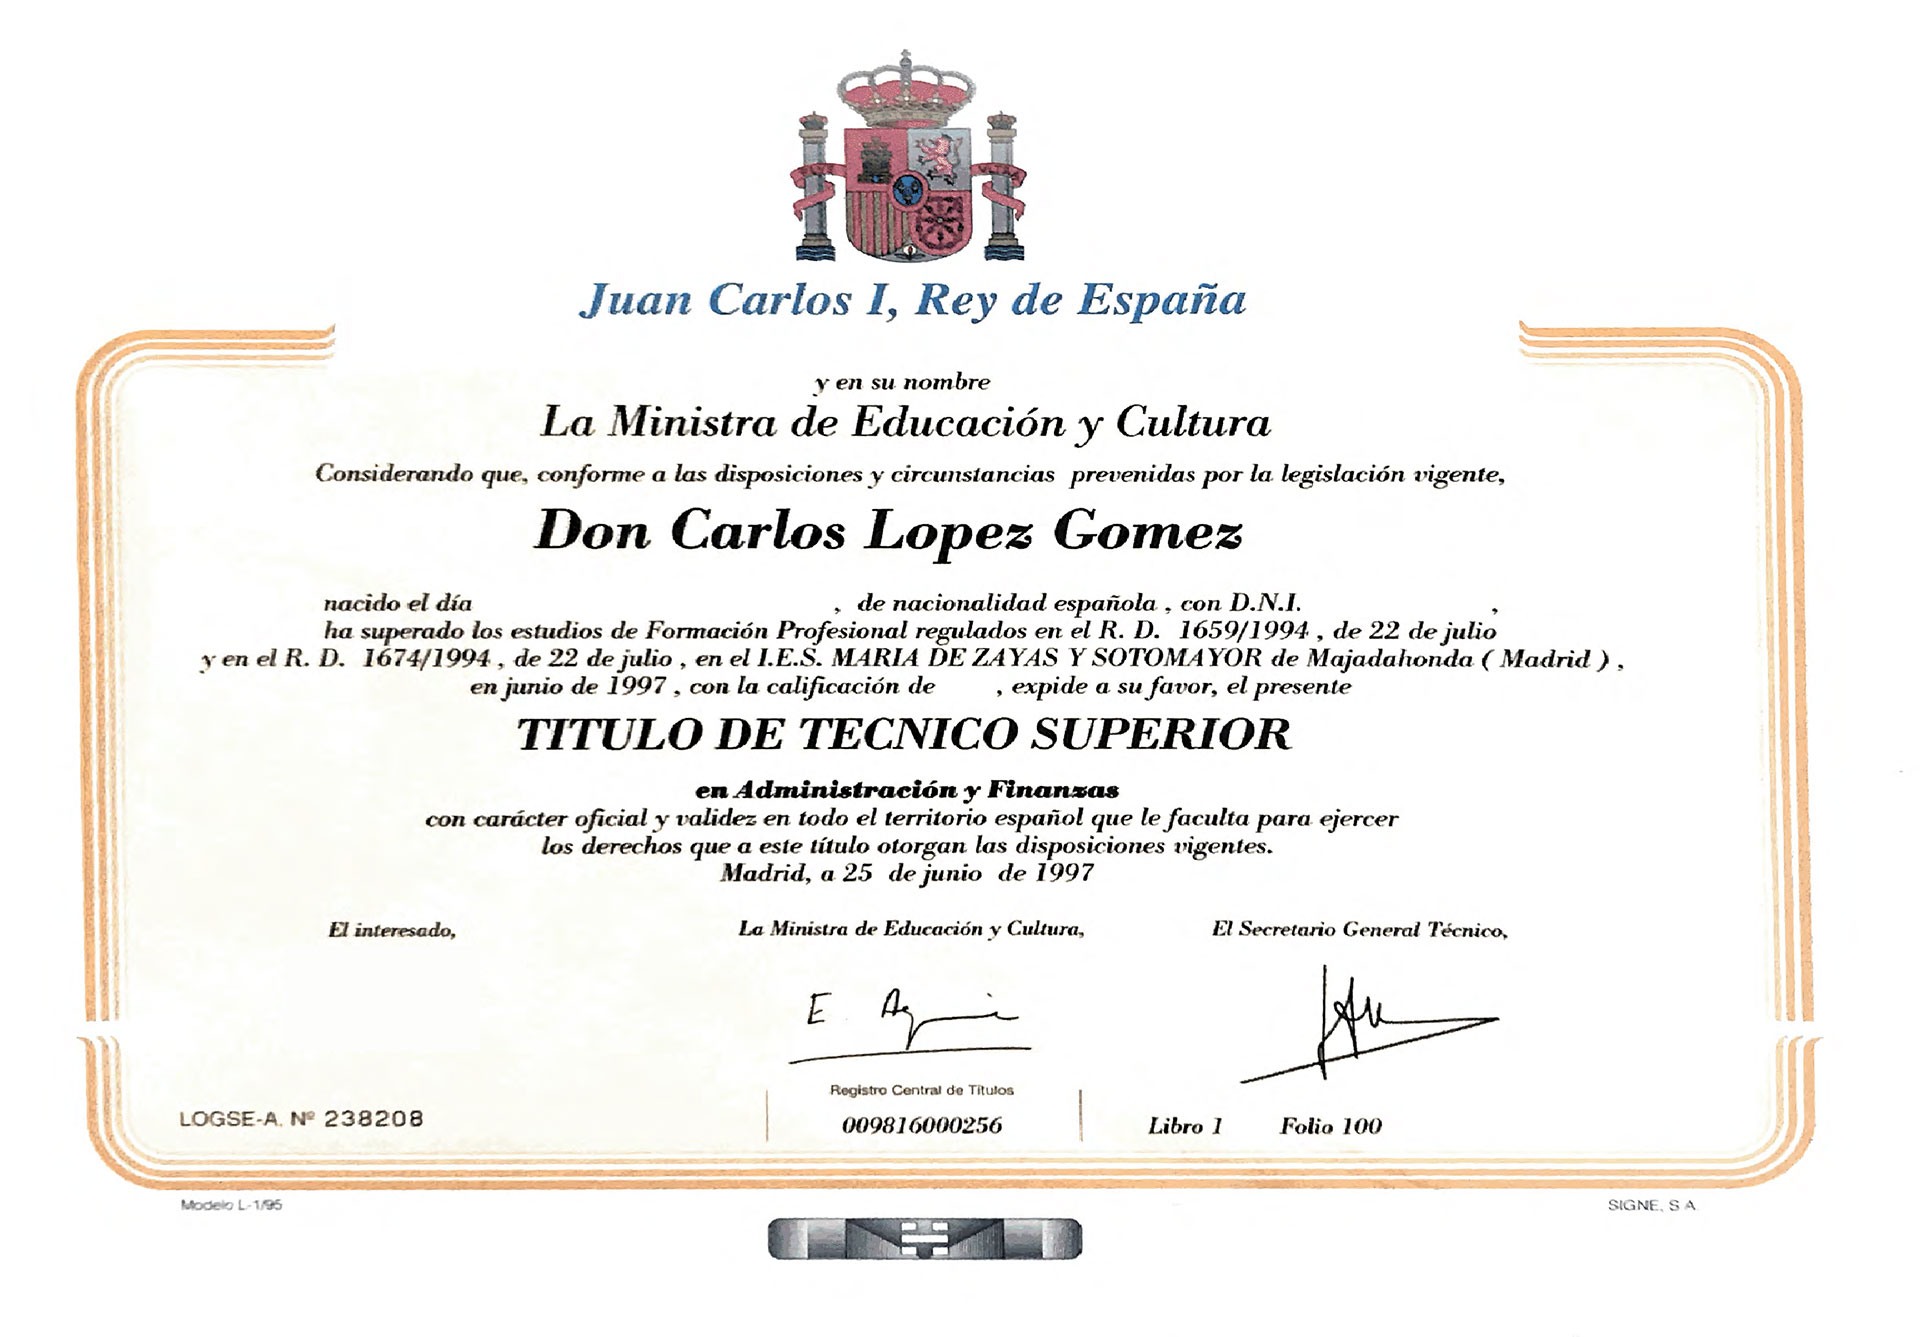 PLVS VLTRA
Juan Carlos I, Rey de España
y en su nombre
La Ministra de Educación y Cultura
Considerando que, conforme a las disposiciones y circunstancias prevenidas por la legislación vigente,
Don Carlos Lopez Gomez
nacido el día , de nacionalidad española , con D.N.I. ,
ha superado los estudios de Formación Profesional regulados en el R. D. 1659/1994 , de 22 de julio
y en el R. D. 1674/1994 , de 22 de julio , en el I.E.S. MARIA DE ZAYAS Y SOTOMAYOR de Majadahonda ( Madrid ) ,
en junio de 1997 , con la calificación de , expide a su favor, el presente
TITULO DE TECNICO SUPERIOR
en Administración y Finanzas
con carácter oficial y validez en todo el territorio español que le faculta para ejercer
los derechos que a este título otorgan las disposiciones vigentes.
Madrid, a 25 de junio de 1997
El interesado, La Ministra de Educación y Cultura, El Secretario General Técnico,
E.
Registro Central de Títulos
LOGSE-A. Nº 238208 009816000256 Libro 1 Folio 100
Modelo L-1/95 SIGNE, S.A.